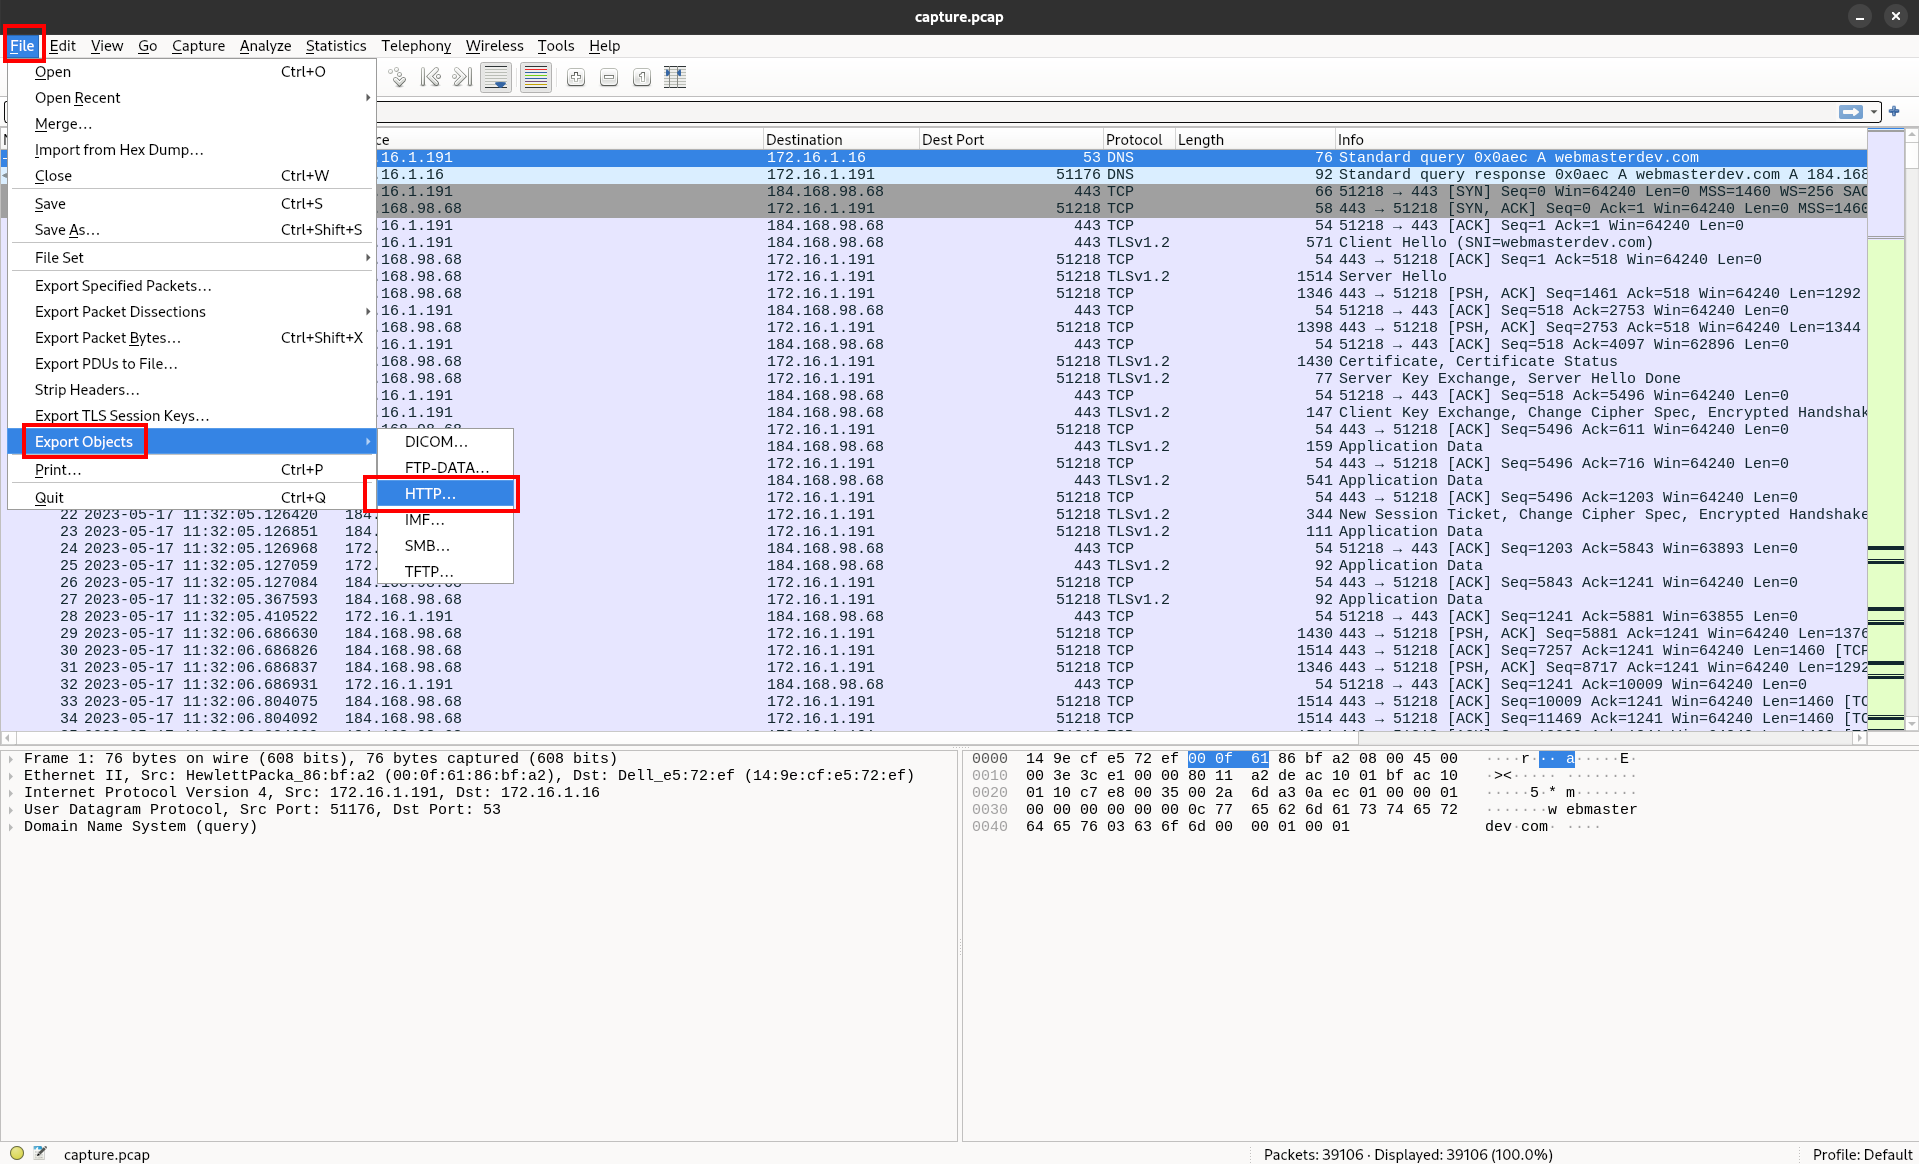 capture.pcap
File Edit View Go Capture Analyze Statistics Telephony Wireless Tools Help
Open Ctrl+O
Open Recent
Merge…
Import from Hex Dump…
Close Ctrl+W
Save Ctrl+S
Save As… Ctrl+Shift+S
File Set
Export Specified Packets…
Export Packet Dissections
Export Packet Bytes… Ctrl+Shift+X
Export PDUs to File…
Strip Headers…
Export TLS Session Keys…
Export Objects
Print… Ctrl+P
Quit Ctrl+Q
DICOM…
FTP-DATA…
HTTP…
IMF…
SMB…
TFTP…
ce Destination Dest Port Protocol Length Info
.16.1.191 172.16.1.16 53 DNS 76 Standard query 0x0aec A webmasterdev.com
.16.1.16 172.16.1.191 51176 DNS 92 Standard query response 0x0aec A webmasterdev.com A 184.168
.16.1.191 184.168.98.68 443 TCP 66 51218 → 443 [SYN] Seq=0 Win=64240 Len=0 MSS=1460 WS=256 SAC
.168.98.68 172.16.1.191 51218 TCP 58 443 → 51218 [SYN, ACK] Seq=0 Ack=1 Win=64240 Len=0 MSS=1460
.16.1.191 184.168.98.68 443 TCP 54 51218 → 443 [ACK] Seq=1 Ack=1 Win=64240 Len=0
.16.1.191 184.168.98.68 443 TLSv1.2 571 Client Hello (SNI=webmasterdev.com)
.168.98.68 172.16.1.191 51218 TCP 54 443 → 51218 [ACK] Seq=1 Ack=518 Win=64240 Len=0
.168.98.68 172.16.1.191 51218 TLSv1.2 1514 Server Hello
.168.98.68 172.16.1.191 51218 TCP 1346 443 → 51218 [PSH, ACK] Seq=1461 Ack=518 Win=64240 Len=1292
.16.1.191 184.168.98.68 443 TCP 54 51218 → 443 [ACK] Seq=518 Ack=2753 Win=64240 Len=0
.168.98.68 172.16.1.191 51218 TCP 1398 443 → 51218 [PSH, ACK] Seq=2753 Ack=518 Win=64240 Len=1344
.16.1.191 184.168.98.68 443 TCP 54 51218 → 443 [ACK] Seq=518 Ack=4097 Win=62896 Len=0
.168.98.68 172.16.1.191 51218 TLSv1.2 1430 Certificate, Certificate Status
.168.98.68 172.16.1.191 51218 TLSv1.2 77 Server Key Exchange, Server Hello Done
.16.1.191 184.168.98.68 443 TCP 54 51218 → 443 [ACK] Seq=518 Ack=5496 Win=64240 Len=0
.16.1.191 184.168.98.68 443 TLSv1.2 147 Client Key Exchange, Change Cipher Spec, Encrypted Handshak
172.16.1.191 51218 TCP 54 443 → 51218 [ACK] Seq=5496 Ack=611 Win=64240 Len=0
184.168.98.68 443 TLSv1.2 159 Application Data
172.16.1.191 51218 TCP 54 443 → 51218 [ACK] Seq=5496 Ack=716 Win=64240 Len=0
184.168.98.68 443 TLSv1.2 541 Application Data
172.16.1.191 51218 TCP 54 443 → 51218 [ACK] Seq=5496 Ack=1203 Win=64240 Len=0
22 2023-05-17 11:32:05.126420 184. 172.16.1.191 51218 TLSv1.2 344 New Session Ticket, Change Cipher Spec, Encrypted Handshake
23 2023-05-17 11:32:05.126851 184. 172.16.1.191 51218 TLSv1.2 111 Application Data
24 2023-05-17 11:32:05.126968 172. 184.168.98.68 443 TCP 54 51218 → 443 [ACK] Seq=1203 Ack=5843 Win=63893 Len=0
25 2023-05-17 11:32:05.127059 172. 184.168.98.68 443 TLSv1.2 92 Application Data
26 2023-05-17 11:32:05.127084 184.168.98.68 172.16.1.191 51218 TCP 54 443 → 51218 [ACK] Seq=5843 Ack=1241 Win=64240 Len=0
27 2023-05-17 11:32:05.367593 184.168.98.68 172.16.1.191 51218 TLSv1.2 92 Application Data
28 2023-05-17 11:32:05.410522 172.16.1.191 184.168.98.68 443 TCP 54 51218 → 443 [ACK] Seq=1241 Ack=5881 Win=63855 Len=0
29 2023-05-17 11:32:06.686630 184.168.98.68 172.16.1.191 51218 TCP 1430 443 → 51218 [PSH, ACK] Seq=5881 Ack=1241 Win=64240 Len=1376
30 2023-05-17 11:32:06.686826 184.168.98.68 172.16.1.191 51218 TCP 1514 443 → 51218 [ACK] Seq=7257 Ack=1241 Win=64240 Len=1460 [TCP
31 2023-05-17 11:32:06.686837 184.168.98.68 172.16.1.191 51218 TCP 1346 443 → 51218 [PSH, ACK] Seq=8717 Ack=1241 Win=64240 Len=1292
32 2023-05-17 11:32:06.686931 172.16.1.191 184.168.98.68 443 TCP 54 51218 → 443 [ACK] Seq=1241 Ack=10009 Win=64240 Len=0
33 2023-05-17 11:32:06.804075 184.168.98.68 172.16.1.191 51218 TCP 1514 443 → 51218 [ACK] Seq=10009 Ack=1241 Win=64240 Len=1460 [TC
34 2023-05-17 11:32:06.804092 184.168.98.68 172.16.1.191 51218 TCP 1514 443 → 51218 [ACK] Seq=11469 Ack=1241 Win=64240 Len=1460 [TC
Frame 1: 76 bytes on wire (608 bits), 76 bytes captured (608 bits)
Ethernet II, Src: HewlettPacka_86:bf:a2 (00:0f:61:86:bf:a2), Dst: Dell_e5:72:ef (14:9e:cf:e5:72:ef)
Internet Protocol Version 4, Src: 172.16.1.191, Dst: 172.16.1.16
User Datagram Protocol, Src Port: 51176, Dst Port: 53
Domain Name System (query)
0000 14 9e cf e5 72 ef 00 0f 61 86 bf a2 08 00 45 00 ····r···a·····E·
0010 00 3e 3c e1 00 00 80 11 a2 de ac 10 01 bf ac 10 ·><····· ········
0020 01 10 c7 e8 00 35 00 2a 6d a3 0a ec 01 00 00 01 ·····5·* m·······
0030 00 00 00 00 00 00 0c 77 65 62 6d 61 73 74 65 72 ·······w ebmaster
0040 64 65 76 03 63 6f 6d 00 00 01 00 01 dev·com· ····
capture.pcap Packets: 39106 · Displayed: 39106 (100.0%) Profile: Default